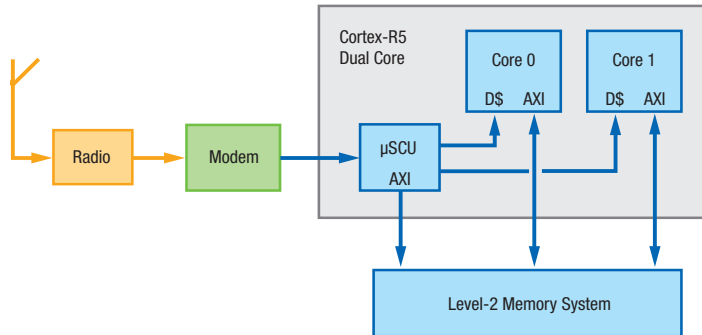 Cortex-R5
Dual Core
Core 0
D$ AXI
Core 1
D$ AXI
Radio
Modem
µSCU
AXI
Level-2 Memory System